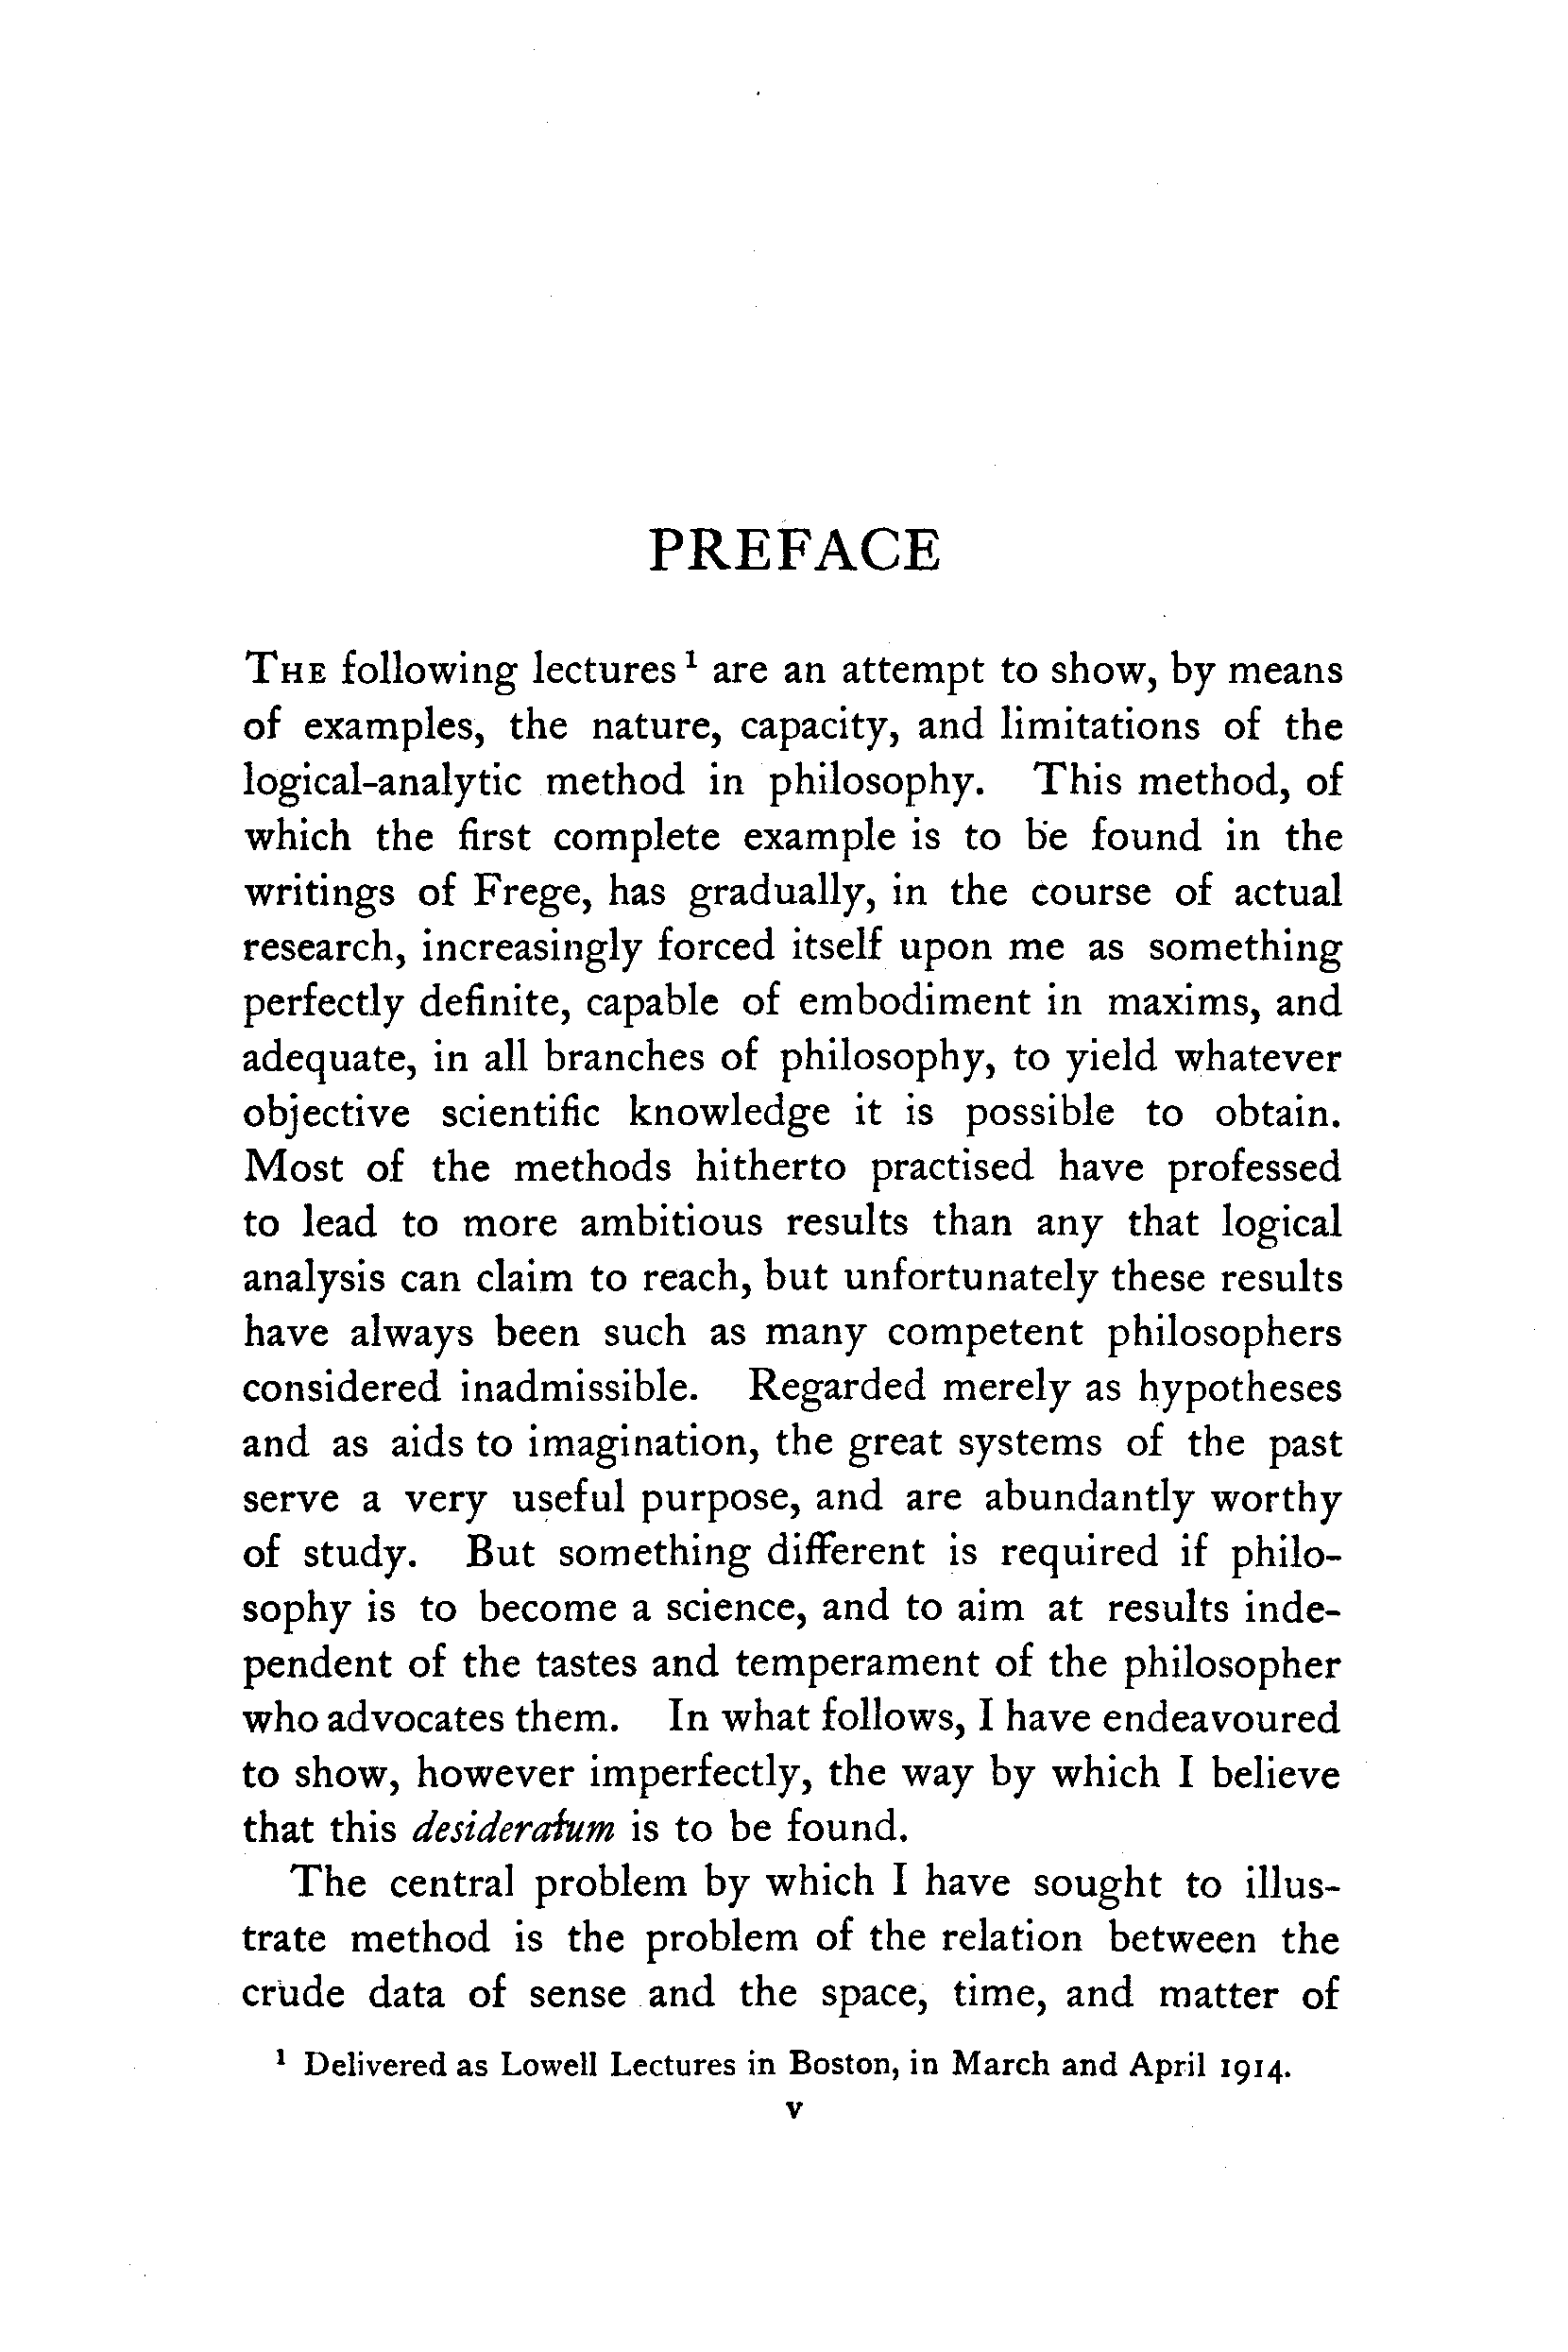 PREFACE
THE following lectures¹ are an attempt to show, by means
of examples, the nature, capacity, and limitations of the
logical-analytic method in philosophy. This method, of
which the first complete example is to be found in the
writings of Frege, has gradually, in the course of actual
research, increasingly forced itself upon me as something
perfectly definite, capable of embodiment in maxims, and
adequate, in all branches of philosophy, to yield whatever
objective scientific knowledge it is possible to obtain.
Most of the methods hitherto practised have professed
to lead to more ambitious results than any that logical
analysis can claim to reach, but unfortunately these results
have always been such as many competent philosophers
considered inadmissible. Regarded merely as hypotheses
and as aids to imagination, the great systems of the past
serve a very useful purpose, and are abundantly worthy
of study. But something different is required if philo-
sophy is to become a science, and to aim at results inde-
pendent of the tastes and temperament of the philosopher
who advocates them. In what follows, I have endeavoured
to show, however imperfectly, the way by which I believe
that this desideratum is to be found.
The central problem by which I have sought to illus-
trate method is the problem of the relation between the
crude data of sense and the space, time, and matter of
¹ Delivered as Lowell Lectures in Boston, in March and April 1914.
v